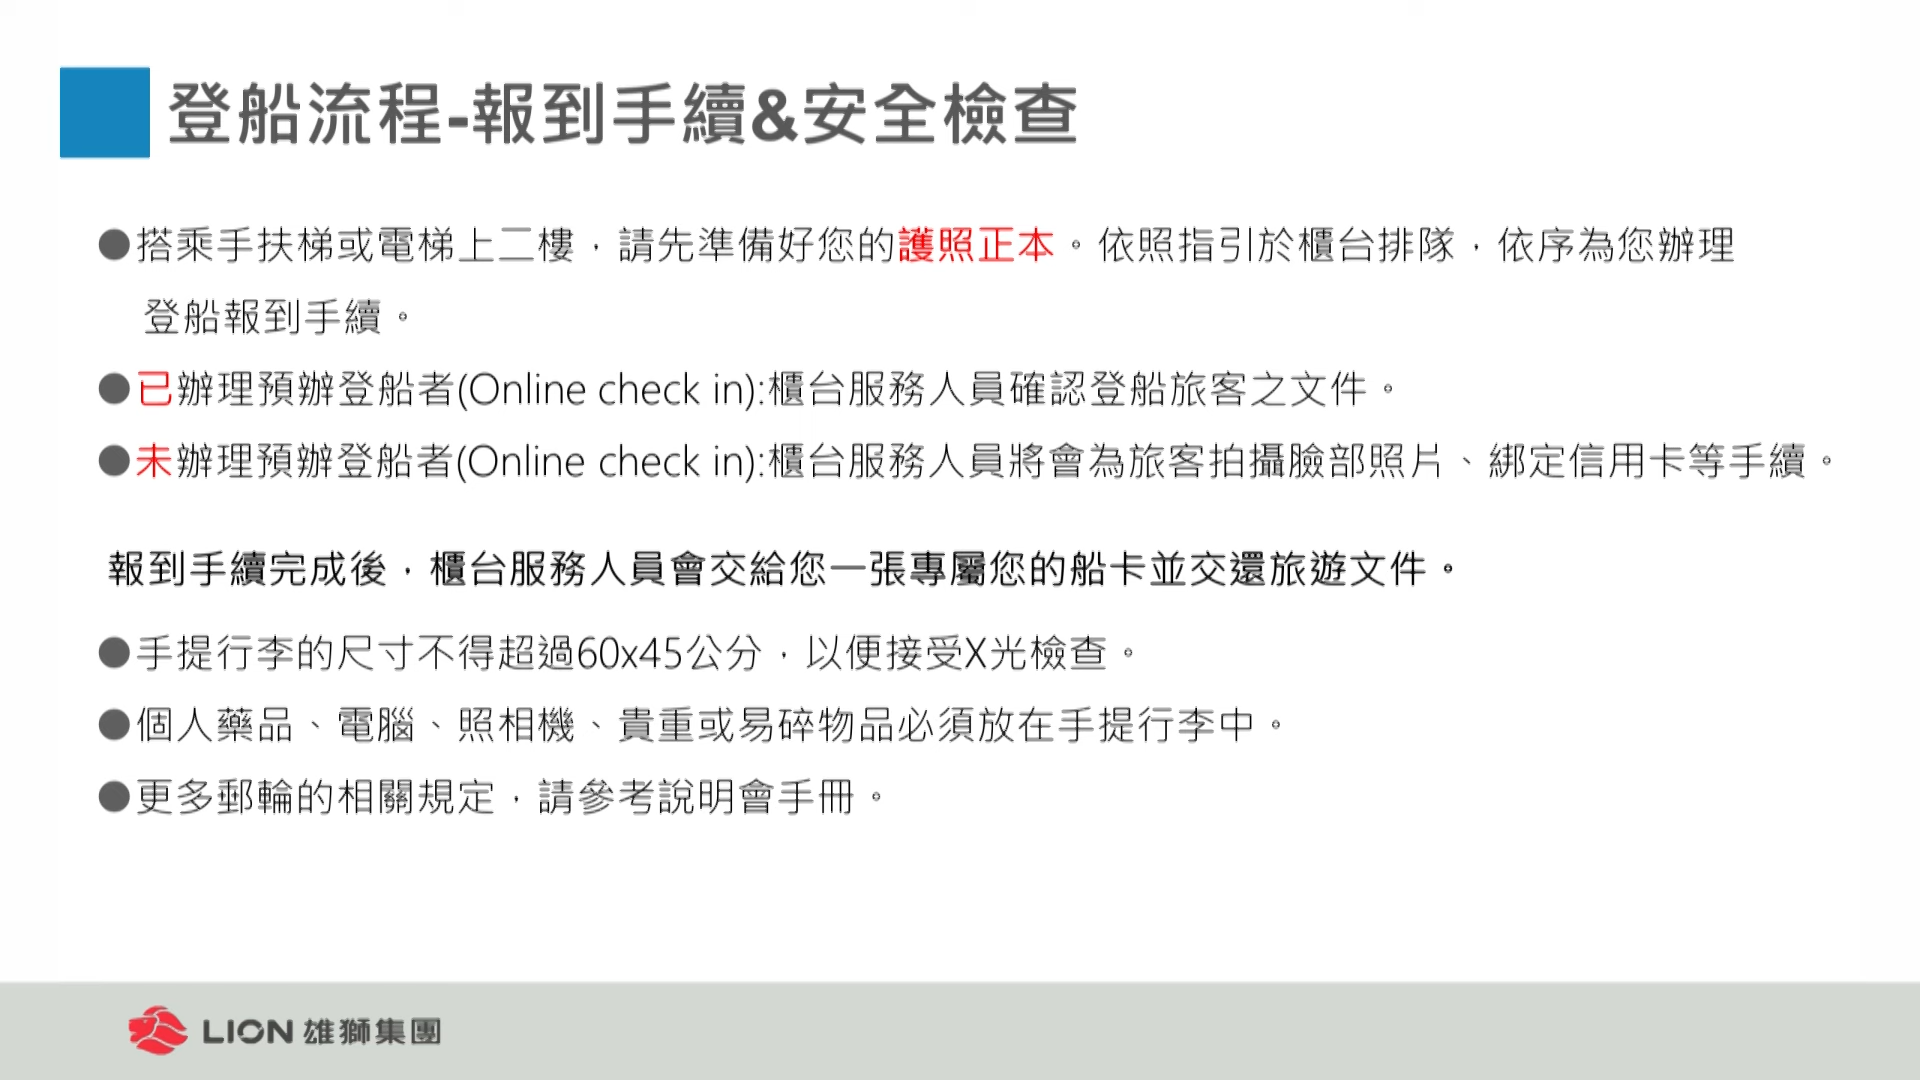 登船流程-報到手續&安全檢查
●搭乘手扶梯或電梯上二樓，請先準備好您的護照正本。依照指引於櫃台排隊，依序為您辦理
登船報到手續。
●已辦理預辦登船者(Online check in):櫃台服務人員確認登船旅客之文件。
●未辦理預辦登船者(Online check in):櫃台服務人員將會為旅客拍攝臉部照片、綁定信用卡等手續。
報到手續完成後，櫃台服務人員會交給您一張專屬您的船卡並交還旅遊文件。
●手提行李的尺寸不得超過60x45公分，以便接受X光檢查。
●個人藥品、電腦、照相機、貴重或易碎物品必須放在手提行李中。
●更多郵輪的相關規定，請參考說明會手冊。
LION 雄獅集團